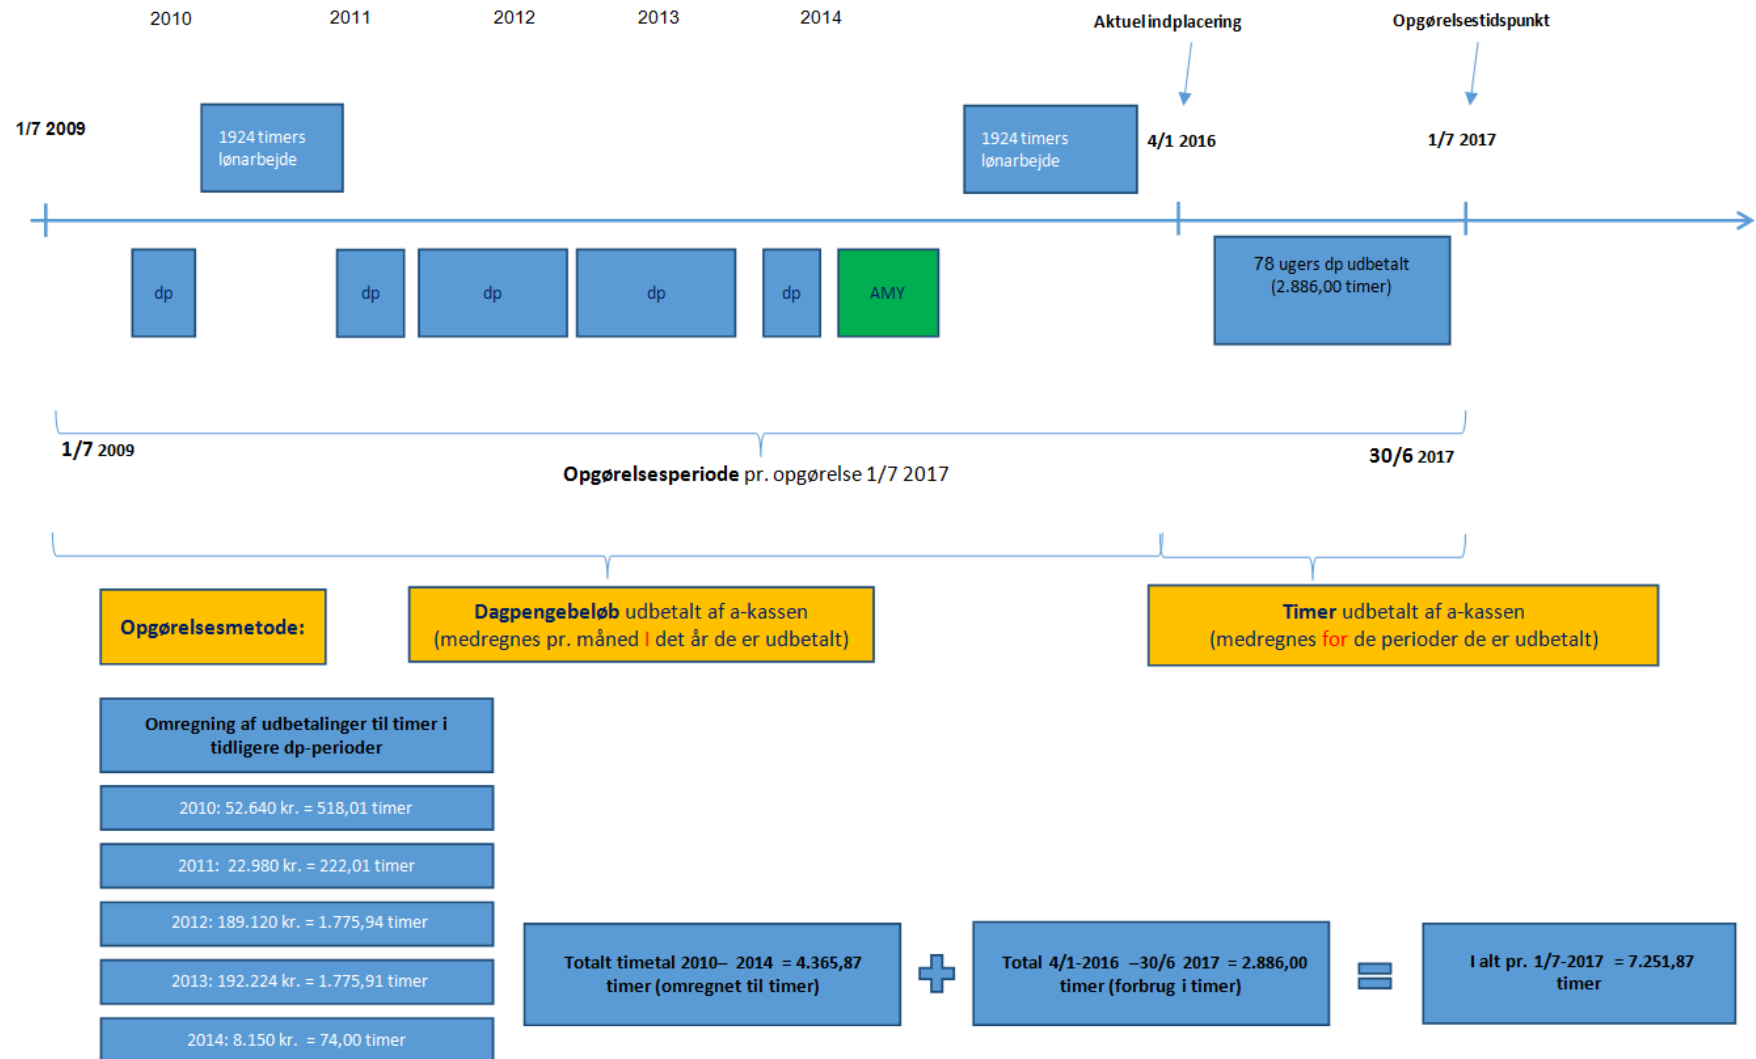 2010 2011 2012 2013 2014 Aktuel indplacering Opgørelsestidspunkt
1/7 2009
1924 timers
lønarbejde
1924 timers
lønarbejde
4/1 2016
1/7 2017
dp
dp
dp
dp
dp
AMY
78 ugers dp udbetalt
(2.886,00 timer)
1/7 2009
30/6 2017
Opgørelsesperiode pr. opgørelse 1/7 2017
Opgørelsesmetode:
Dagpengebeløb udbetalt af a-kassen
(medregnes pr. måned I det år de er udbetalt)
Timer udbetalt af a-kassen
(medregnes for de perioder de er udbetalt)
Omregning af udbetalinger til timer i
tidligere dp-perioder
2010: 52.640 kr. = 518,01 timer
2011: 22.980 kr. = 222,01 timer
2012: 189.120 kr. = 1.775,94 timer
2013: 192.224 kr. = 1.775,91 timer
2014: 8.150 kr. = 74,00 timer
Totalt timetal 2010– 2014 = 4.365,87
timer (omregnet til timer)
Total 4/1-2016 –30/6 2017 = 2.886,00
timer (forbrug i timer)
I alt pr. 1/7-2017 = 7.251,87
timer